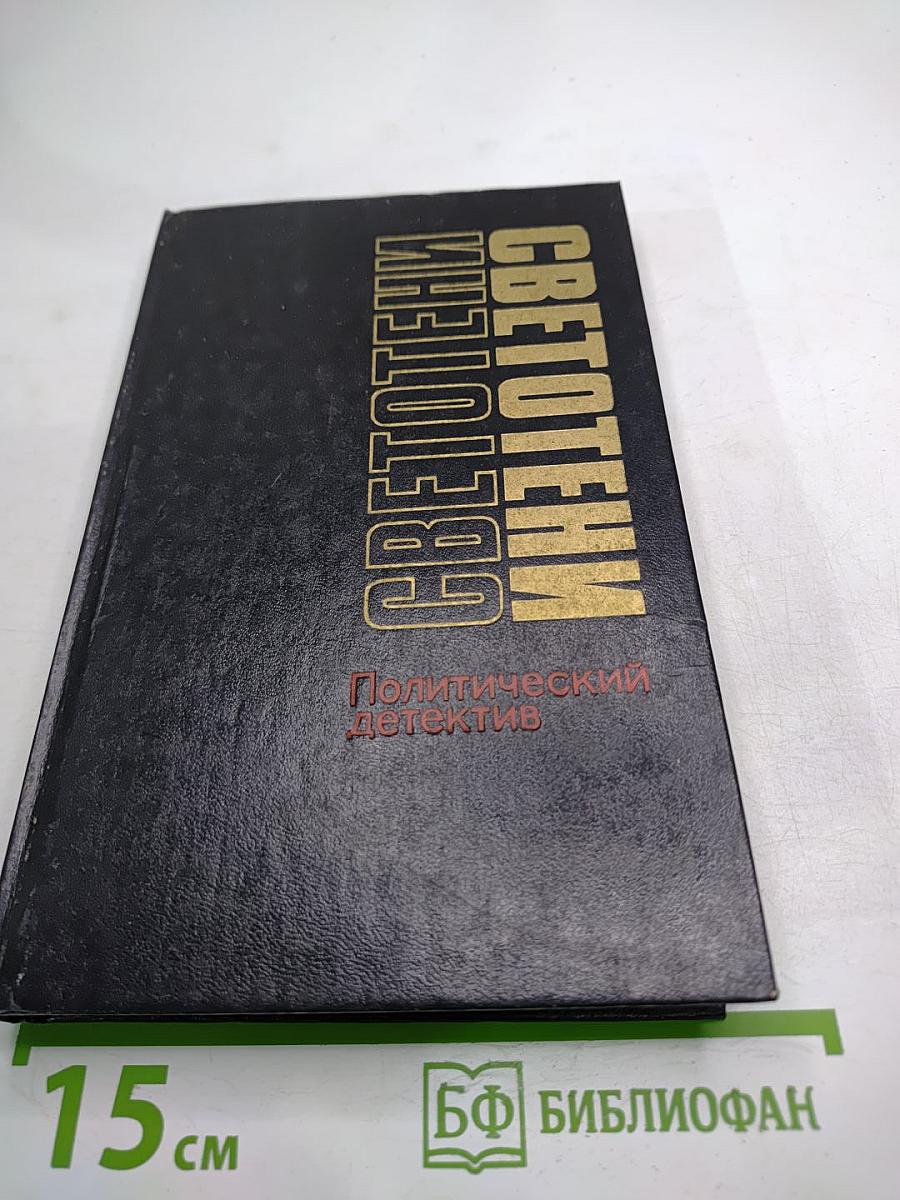 СВЕТОТЕНИ
СВЕТОТЕНИ
Политический
детектив
15 см
БФ БИБЛИОФАН